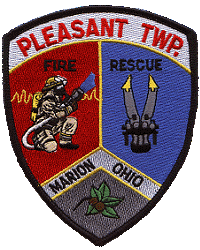 PLEASANT TWP.
FIRE RESCUE
MARION OHIO